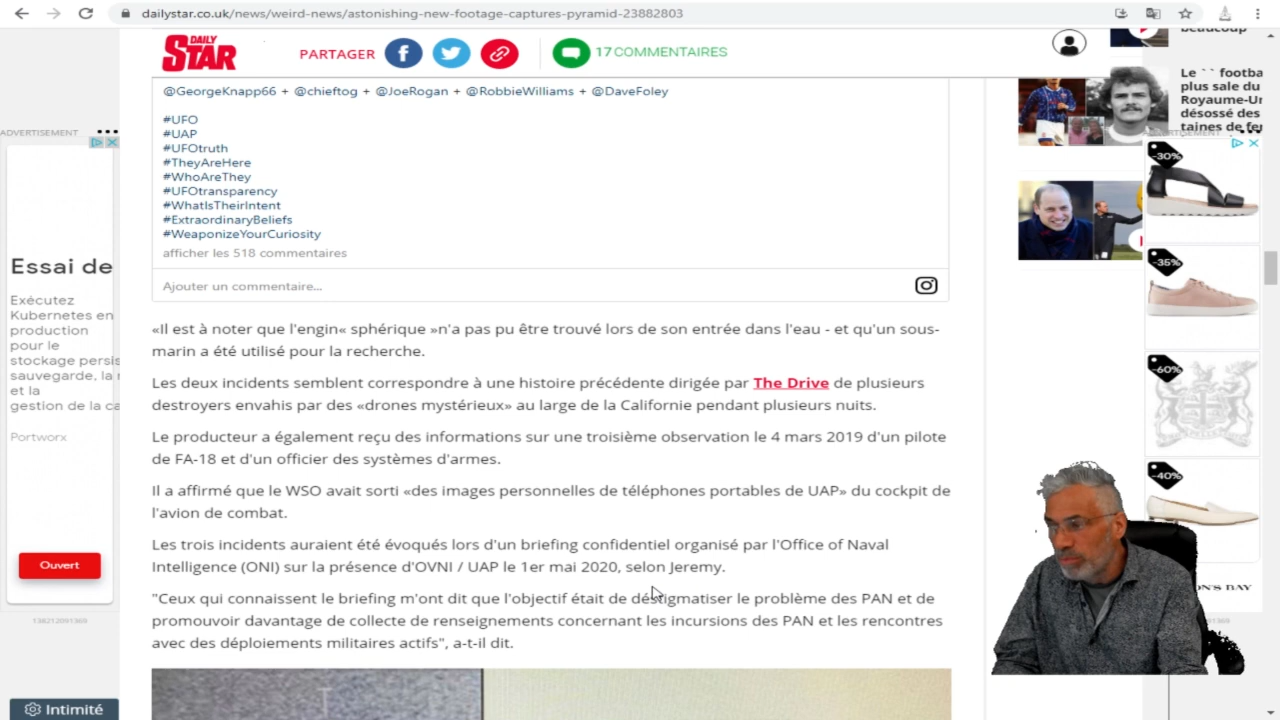 dailystar.co.uk/news/weird-news/astonishing-new-footage-captures-pyramid-23882803
DAILY
STAR
PARTAGER
17 COMMENTAIRES
beaucoup
Le `` footba
plus sale du
Royaume-Ur
désossé des
taines de fer
ADVERTISEMENT
@GeorgeKnapp66 + @chieftog + @JoeRogan + @RobbieWilliams + @DaveFoley
#UFO
#UAP
#UFOtruth
#TheyAreHere
#WhoAreThey
#UFOtransparency
#WhatIsTheirIntent
#ExtraordinaryBeliefs
#WeaponizeYourCuriosity
afficher les 518 commentaires
Ajouter un commentaire...
«Il est à noter que l'engin« sphérique »n'a pas pu être trouvé lors de son entrée dans l'eau - et qu'un sous-
marin a été utilisé pour la recherche.
Les deux incidents semblent correspondre à une histoire précédente dirigée par The Drive de plusieurs
destroyers envahis par des «drones mystérieux» au large de la Californie pendant plusieurs nuits.
Le producteur a également reçu des informations sur une troisième observation le 4 mars 2019 d'un pilote
de FA-18 et d'un officier des systèmes d'armes.
Il a affirmé que le WSO avait sorti «des images personnelles de téléphones portables de UAP» du cockpit de
l'avion de combat.
Les trois incidents auraient été évoqués lors d'un briefing confidentiel organisé par l'Office of Naval
Intelligence (ONI) sur la présence d'OVNI / UAP le 1er mai 2020, selon Jeremy.
"Ceux qui connaissent le briefing m'ont dit que l'objectif était de déstigmatiser le problème des PAN et de
promouvoir davantage de collecte de renseignements concernant les incursions des PAN et les rencontres
avec des déploiements militaires actifs", a-t-il dit.
Essai de
Exécutez
Kubernetes en
production
pour le
stockage persis
sauvegarde, la
et la
gestion de la ca
Portworx
Ouvert
Intimité
-30%
-35%
-60%
-40%